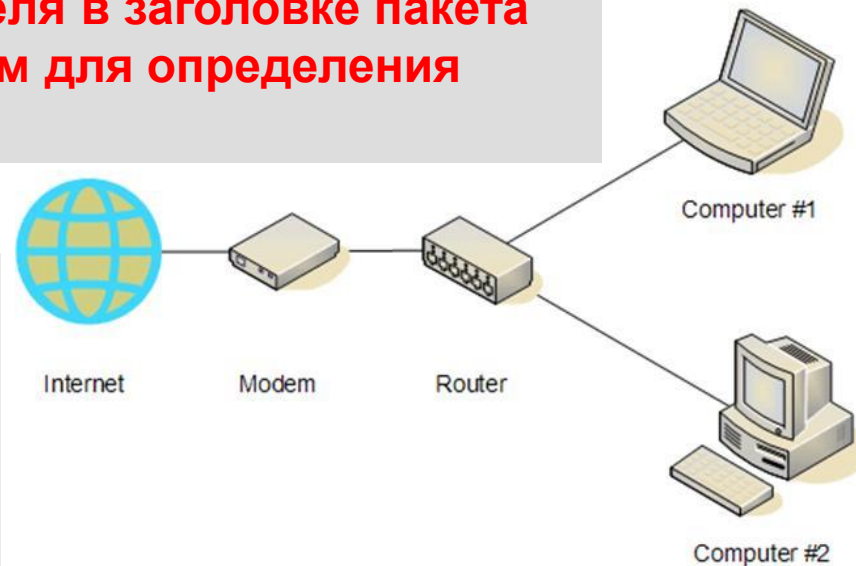 еля в заголовке пакета
м для определения
Computer #1
Internet Modem Router
Computer #2